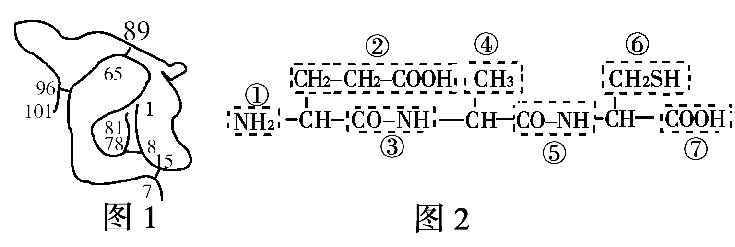 89
96
65
101
1
81
78
8
15
7
图 1
② ④ ⑥
CH₂—CH₂—COOH CH₃ CH₂SH
①
NH₂—CH—CO—NH—CH—CO—NH—CH—COOH
③ ⑤ ⑦
图 2